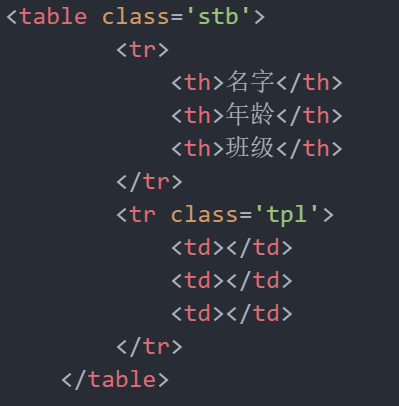 <table class='stb'>
<tr>
<th>名字</th>
<th>年龄</th>
<th>班级</th>
</tr>
<tr class='tpl'>
<td></td>
<td></td>
<td></td>
</tr>
</table>